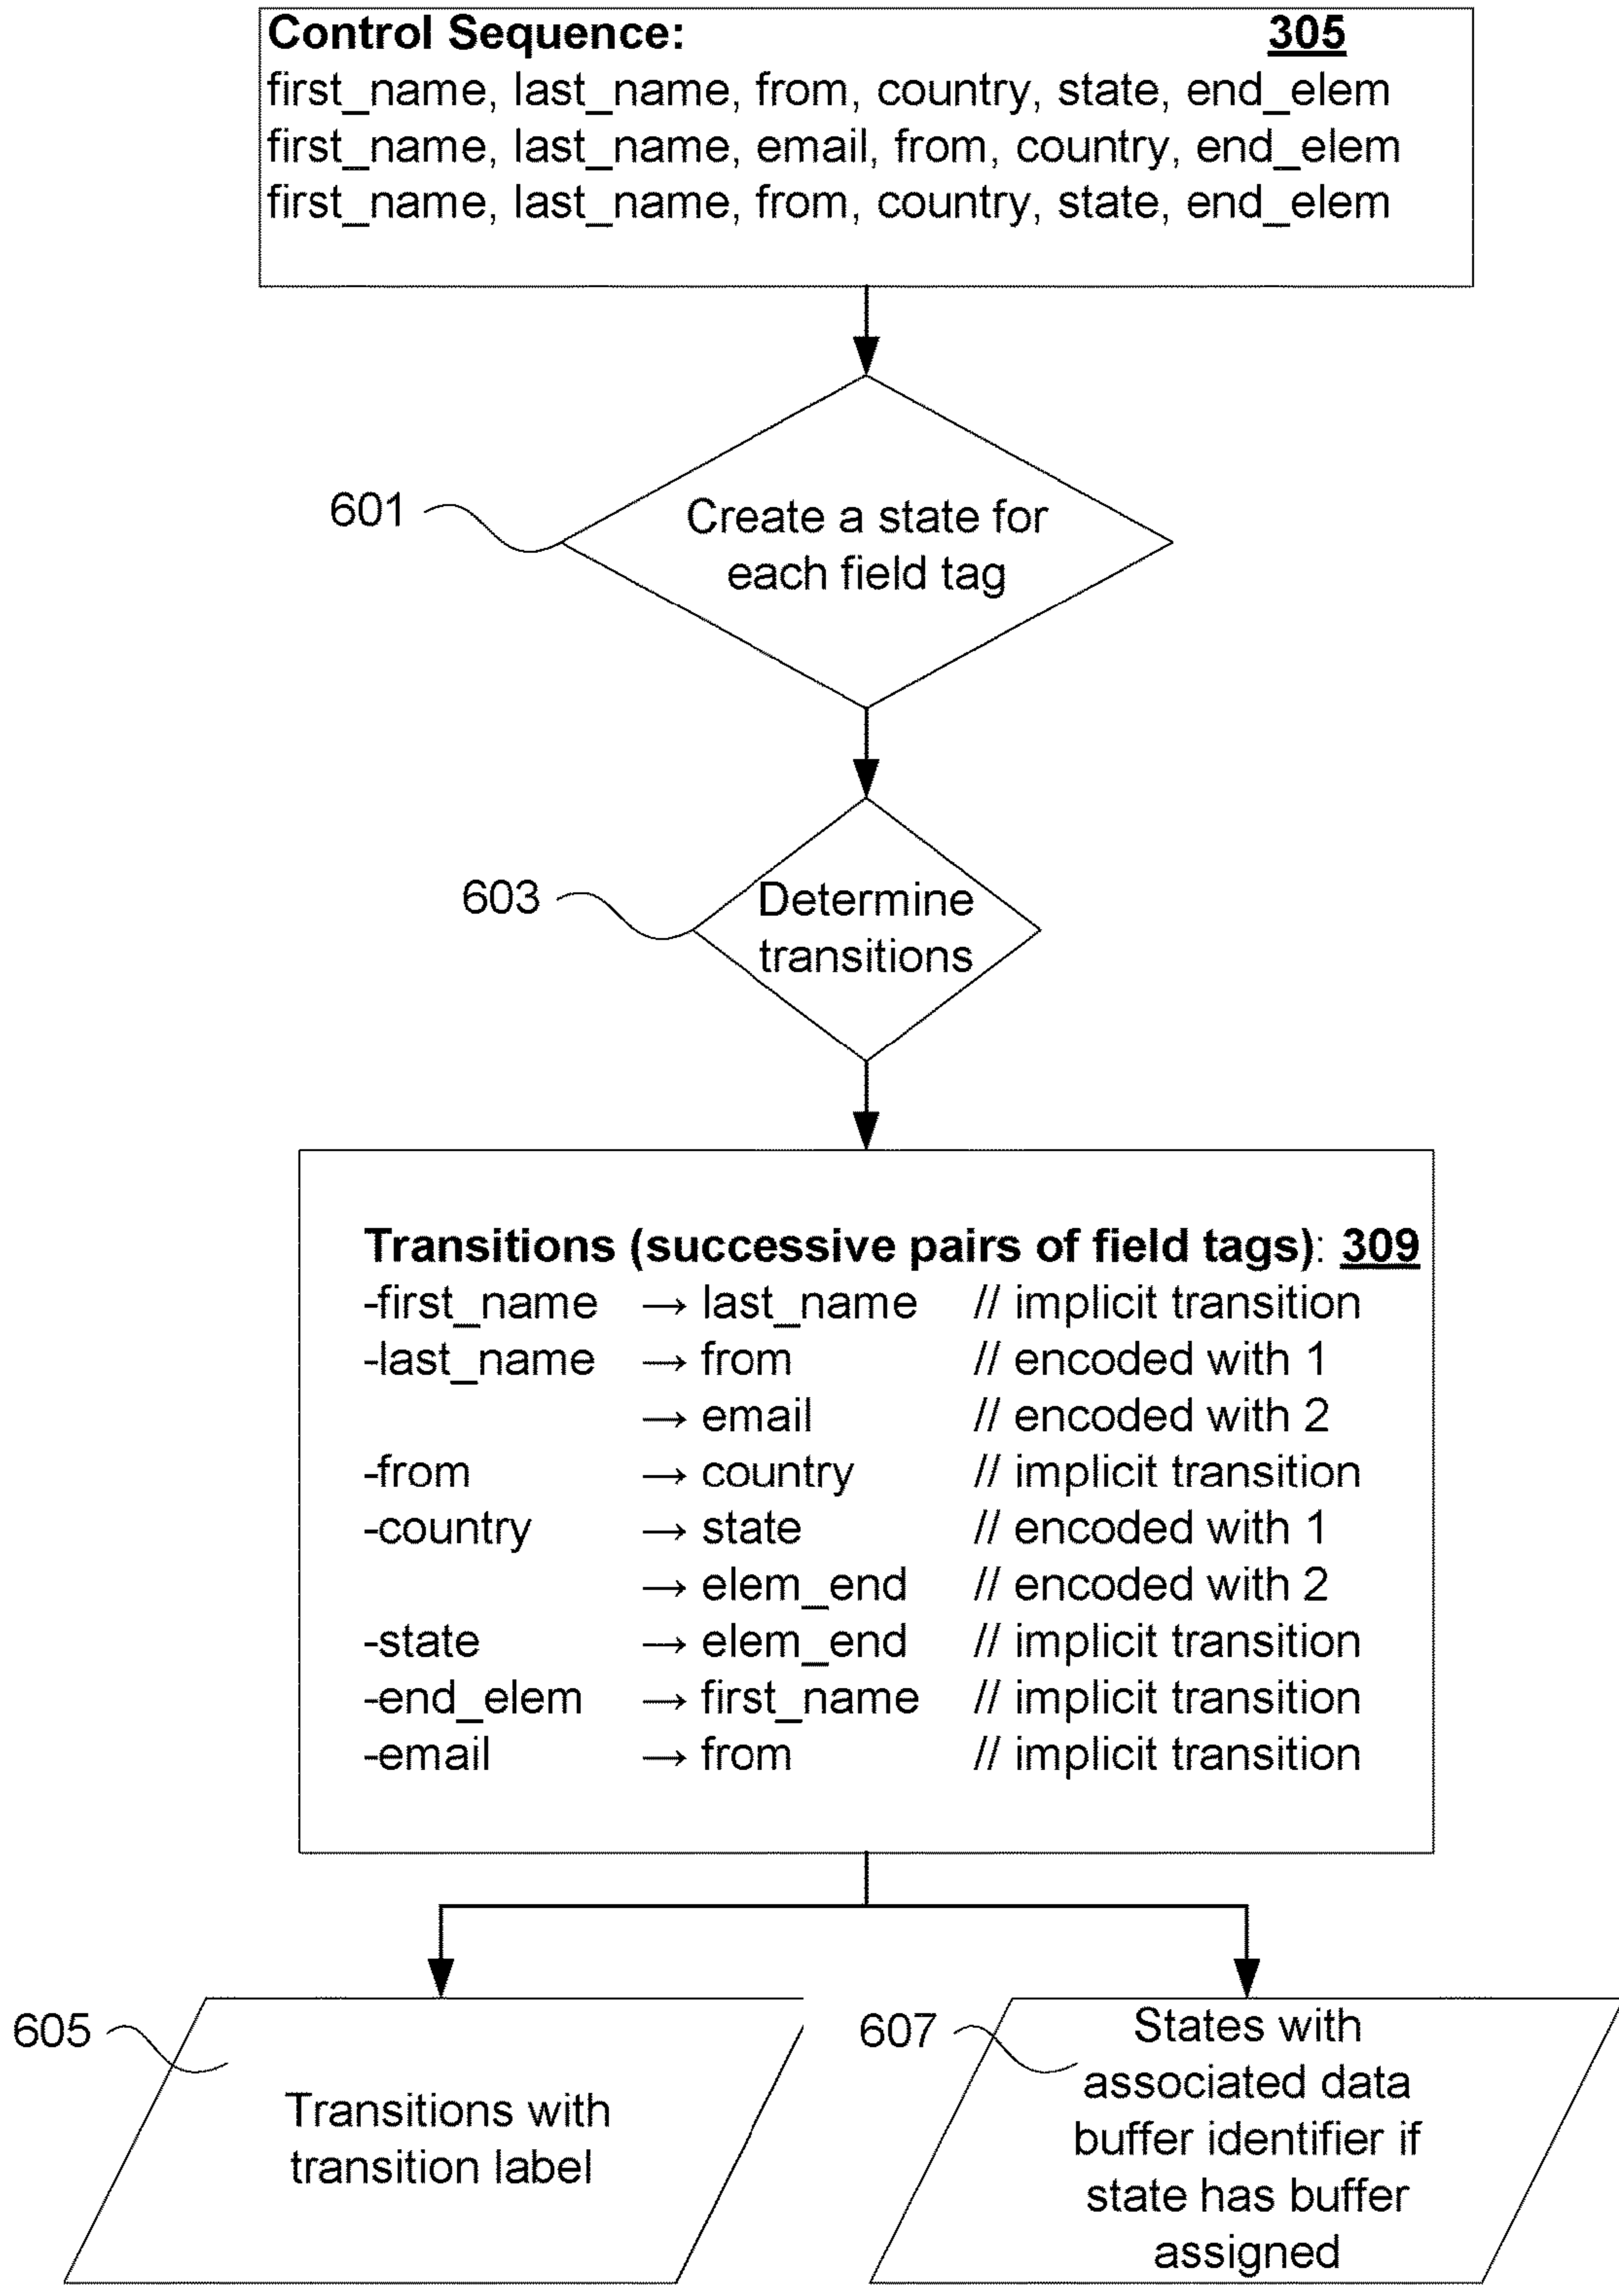 Control Sequence: 305
first_name, last_name, from, country, state, end_elem
first_name, last_name, email, from, country, end_elem
first_name, last_name, from, country, state, end_elem
601
Create a state for
each field tag
603
Determine
transitions
Transitions (successive pairs of field tags): 309
-first_name → last_name // implicit transition
-last_name → from // encoded with 1
→ email // encoded with 2
-from → country // implicit transition
-country → state // encoded with 1
→ elem_end // encoded with 2
-state → elem_end // implicit transition
-end_elem → first_name // implicit transition
-email → from // implicit transition
605
Transitions with
transition label
607
States with
associated data
buffer identifier if
state has buffer
assigned